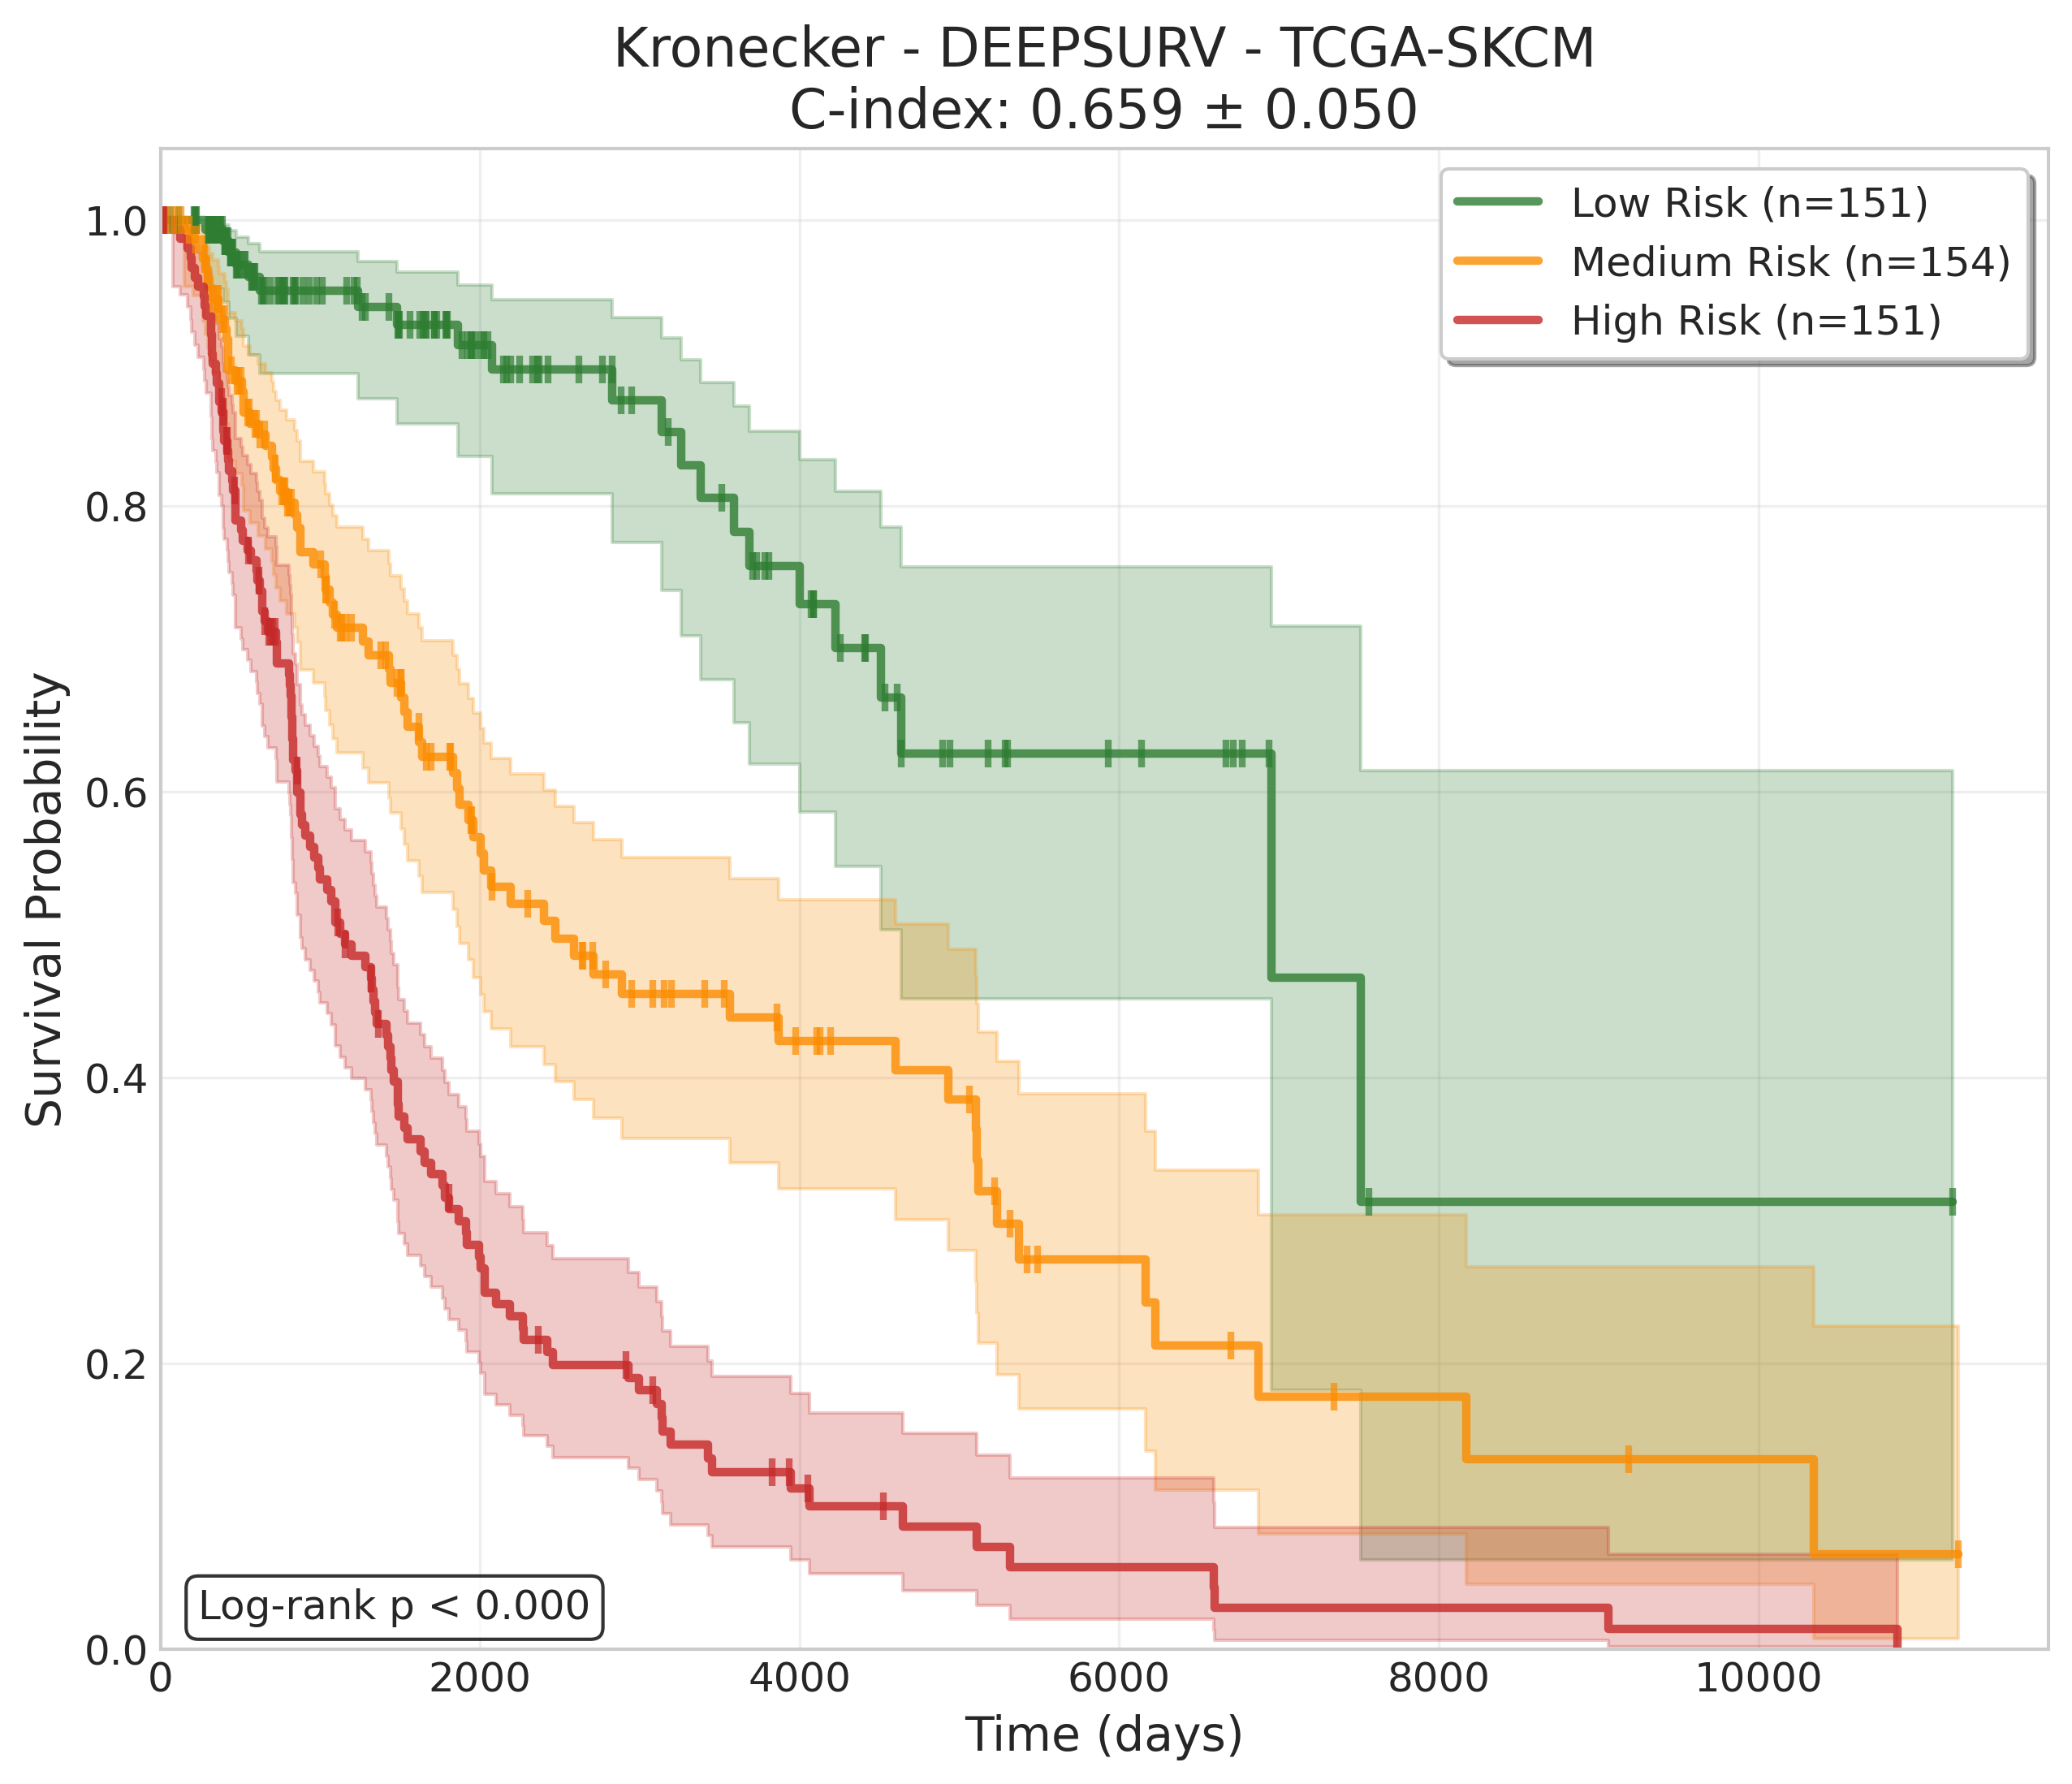 Kronecker - DEEPSURV - TCGA-SKCM
C-index: 0.659 ± 0.050
Low Risk (n=151)
Medium Risk (n=154)
High Risk (n=151)
Survival Probability
1.0
0.8
0.6
0.4
0.2
0.0
Log-rank p < 0.000
0 2000 4000 6000 8000 10000
Time (days)